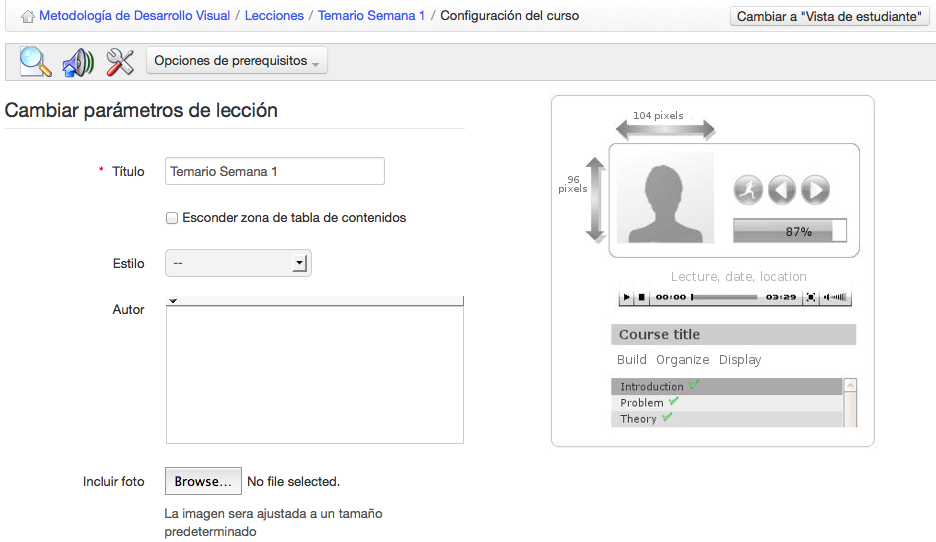 Metodología de Desarrollo Visual / Lecciones / Temario Semana 1 / Configuración del curso
Cambiar a "Vista de estudiante"
Opciones de prerequisitos
Cambiar parámetros de lección
* Título
Temario Semana 1
Esconder zona de tabla de contenidos
Estilo
--
Autor
Incluir foto
Browse...
No file selected.
La imagen sera ajustada a un tamaño
predeterminado
104 pixels
96
pixels
87%
Lecture, date, location
00:00
03:29
Course title
Build Organize Display
Introduction
Problem
Theory